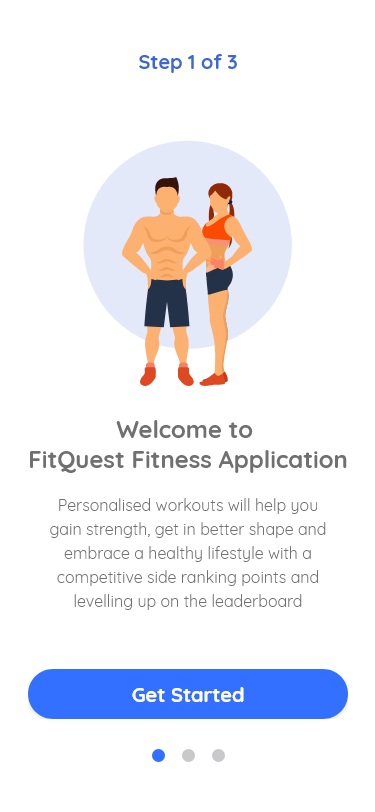 Step 1 of 3
Welcome to
FitQuest Fitness Application
Personalised workouts will help you
gain strength, get in better shape and
embrace a healthy lifestyle with a
competitive side ranking points and
levelling up on the leaderboard
Get Started